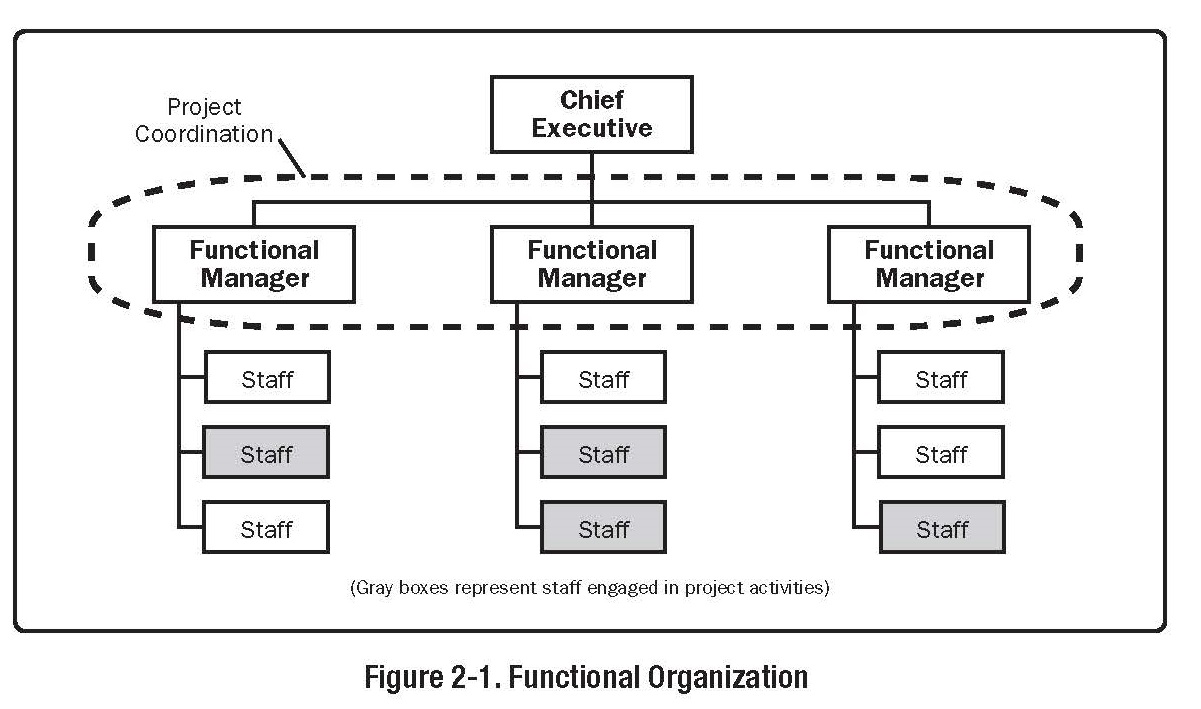 Project
Coordination
Chief
Executive
Functional
Manager
Functional
Manager
Functional
Manager
Staff
Staff
Staff
Staff
Staff
Staff
Staff
Staff
Staff
(Gray boxes represent staff engaged in project activities)
Figure 2-1. Functional Organization